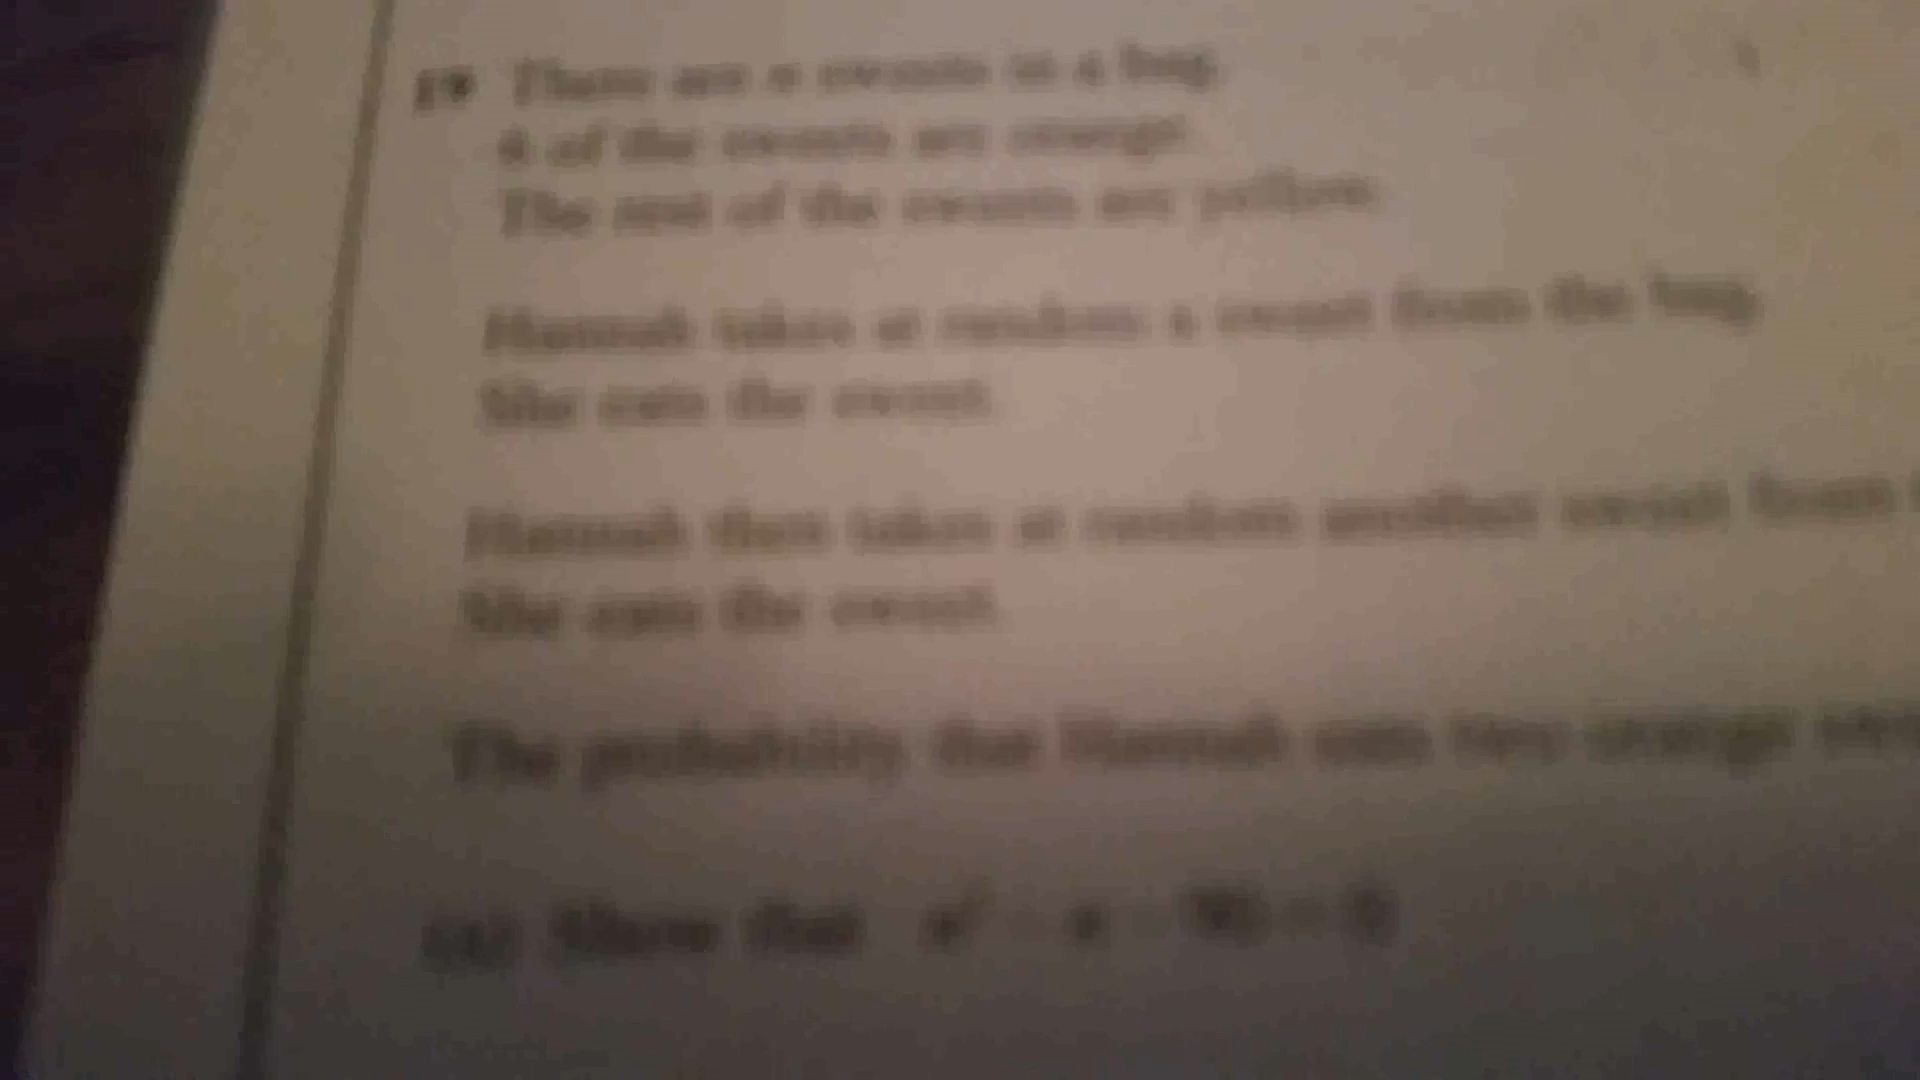 19 There are n sweets in a bag.
6 of the sweets are orange.
The rest of the sweets are yellow.
Hannah takes at random a sweet from the bag.
She eats the sweet.
Hannah then takes at random another sweet from
She eats the sweet.
The probability that Hannah eats two orange
(a) Show that n² – n – 90 = 0